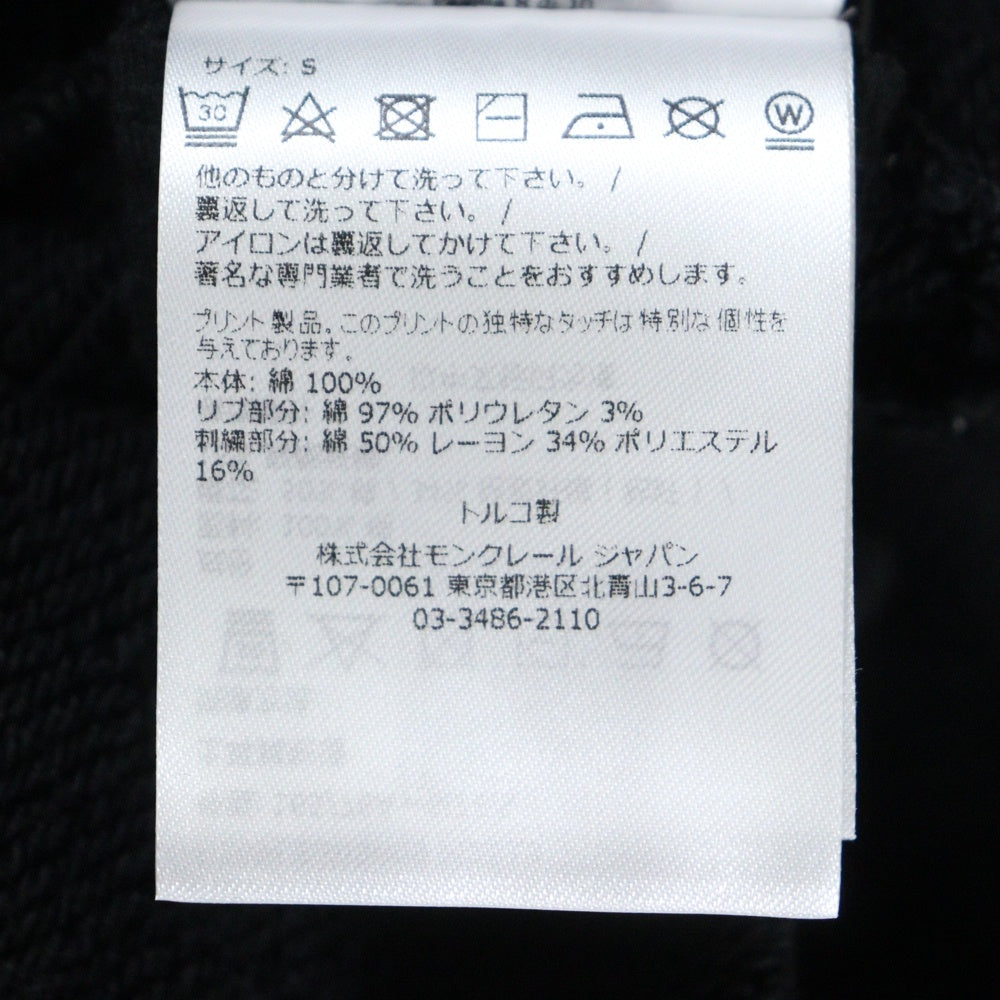 サイズ: S
30 W
他のものと分けて洗って下さい。 /
裏返して洗って下さい。 /
アイロンは裏返してかけて下さい。 /
著名な専門業者で洗うことをおすすめします。
プリント製品。このプリントの独特なタッチは特別な個性を
与えております。
本体: 綿 100%
リブ部分: 綿 97% ポリウレタン 3%
刺繍部分: 綿 50% レーヨン 34% ポリエステル
16%
トルコ製
株式会社モンクレール ジャパン
〒107-0061 東京都港区北青山3-6-7
03-3486-2110